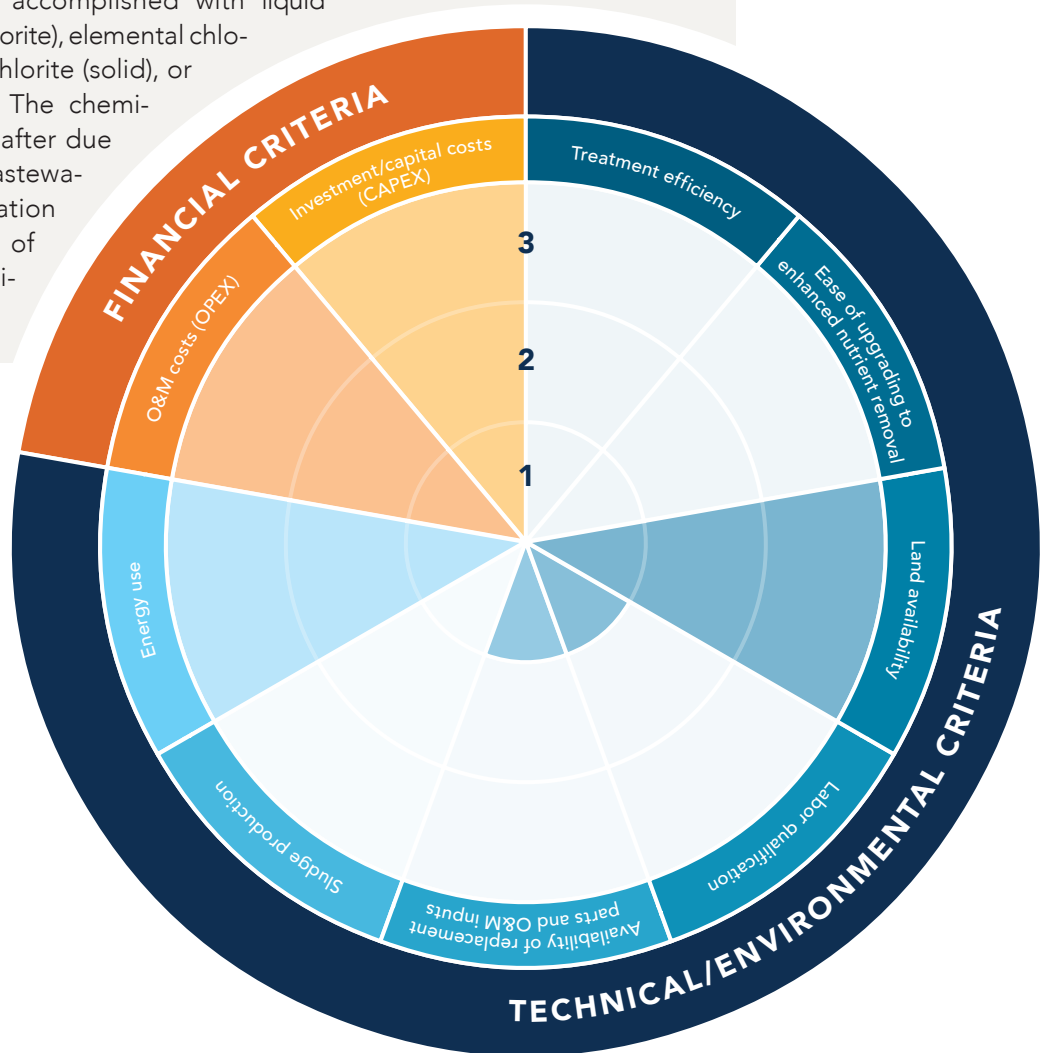 accomplished with liquid
orite), elemental chlo-
hlorite (solid), or
The chemi-
after due
astewa-
ation
of
i-
FINANCIAL CRITERIA
Investment/capital costs
(CAPEX)
O&M costs (OPEX)
Treatment efficiency
Ease of upgrading to
enhanced nutrient removal
Land availability
Labor qualification
Availability of replacement
parts and O&M inputs
Sludge production
Energy use
3
2
1
TECHNICAL/ENVIRONMENTAL CRITERIA